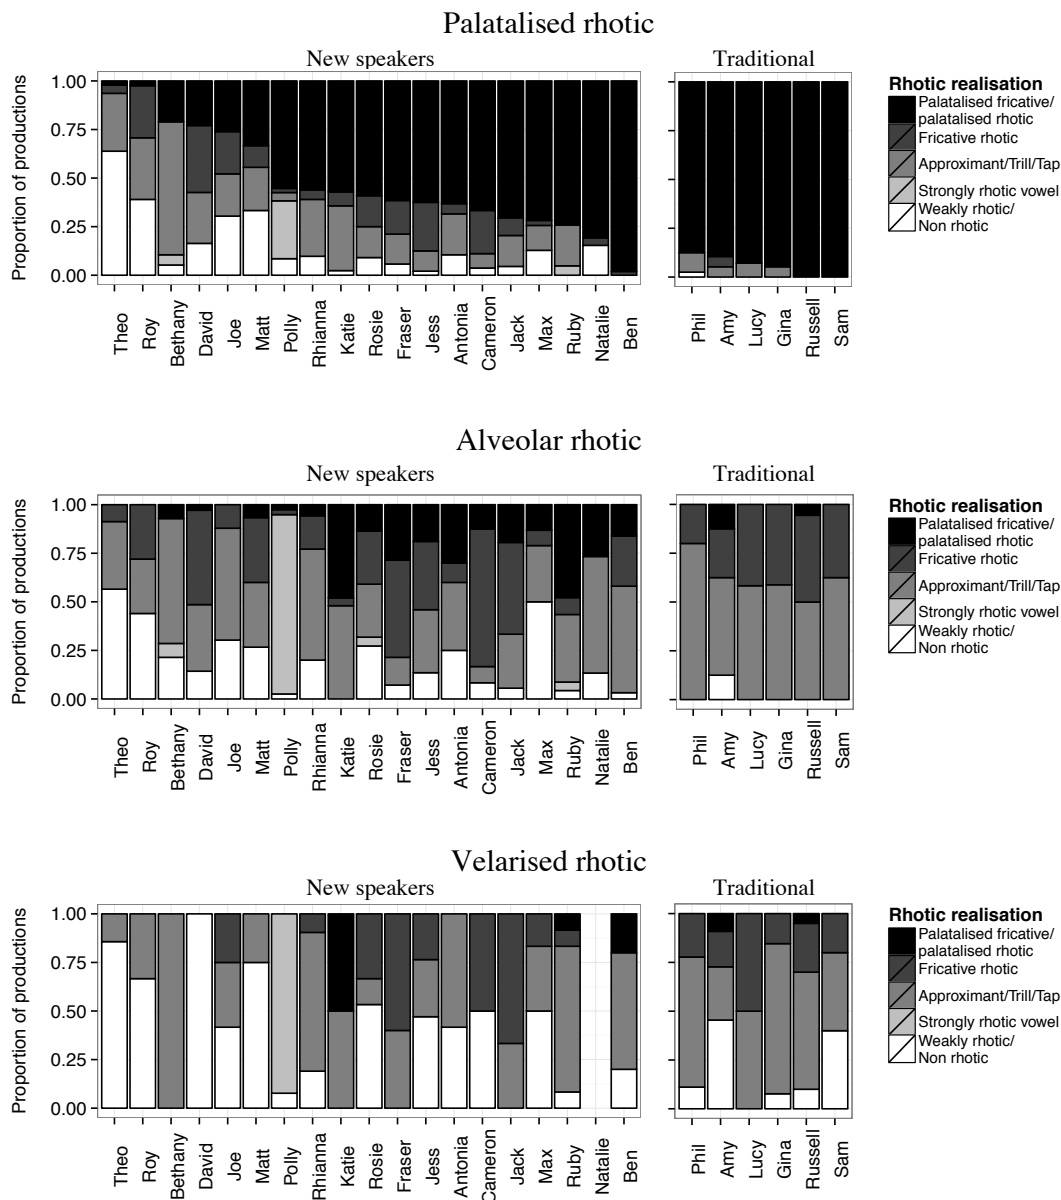 Palatalised rhotic
New speakers
Traditional
Proportion of productions
1.00
0.75
0.50
0.25
0.00
Theo
Roy
Bethany
David
Joe
Matt
Polly
Rhianna
Katie
Rosie
Fraser
Jess
Antonia
Cameron
Jack
Max
Ruby
Natalie
Ben
Phil
Amy
Lucy
Gina
Russell
Sam
Rhotic realisation
Palatalised fricative/
palatalised rhotic
Fricative rhotic
Approximant/Trill/Tap
Strongly rhotic vowel
Weakly rhotic/
Non rhotic
Alveolar rhotic
New speakers
Traditional
Proportion of productions
1.00
0.75
0.50
0.25
0.00
Theo
Roy
Bethany
David
Joe
Matt
Polly
Rhianna
Katie
Rosie
Fraser
Jess
Antonia
Cameron
Jack
Max
Ruby
Natalie
Ben
Phil
Amy
Lucy
Gina
Russell
Sam
Rhotic realisation
Palatalised fricative/
palatalised rhotic
Fricative rhotic
Approximant/Trill/Tap
Strongly rhotic vowel
Weakly rhotic/
Non rhotic
Velarised rhotic
New speakers
Traditional
Proportion of productions
1.00
0.75
0.50
0.25
0.00
Theo
Roy
Bethany
David
Joe
Matt
Polly
Rhianna
Katie
Rosie
Fraser
Jess
Antonia
Cameron
Jack
Max
Ruby
Natalie
Ben
Phil
Amy
Lucy
Gina
Russell
Sam
Rhotic realisation
Palatalised fricative/
palatalised rhotic
Fricative rhotic
Approximant/Trill/Tap
Strongly rhotic vowel
Weakly rhotic/
Non rhotic